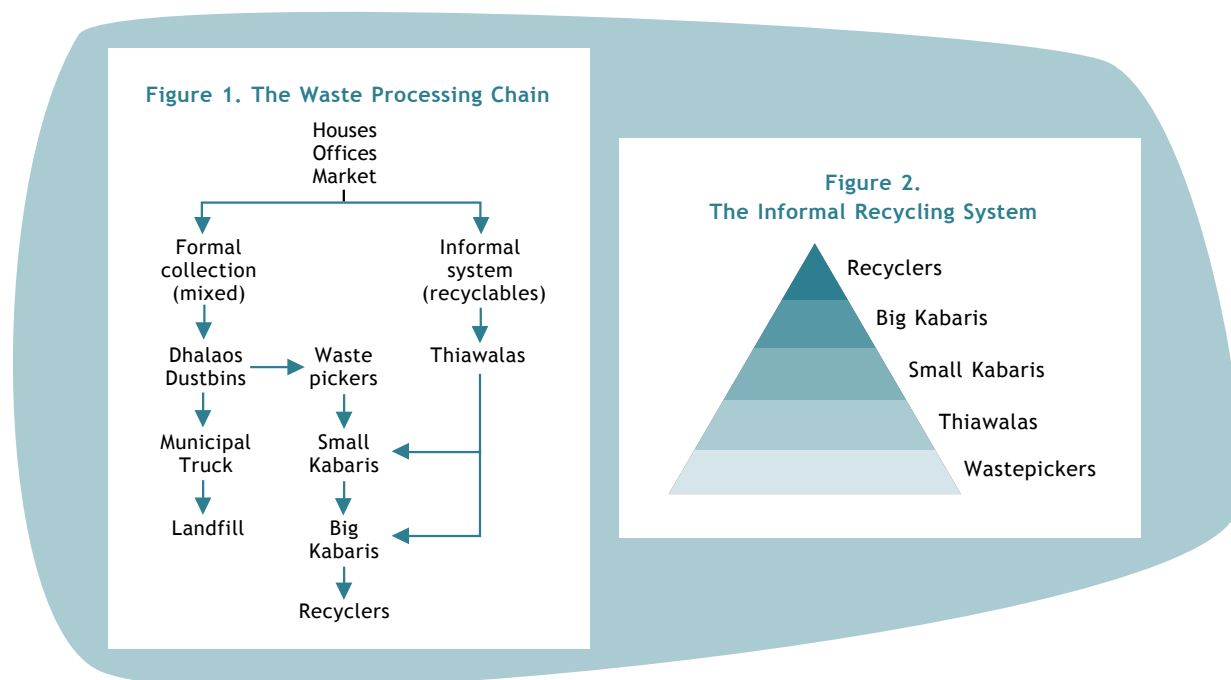 Figure 1. The Waste Processing Chain
Houses
Offices
Market
Formal
collection
(mixed)
Informal
system
(recyclables)
Dhalaos
Dustbins
Waste
pickers
Thiawalas
Municipal
Truck
Small
Kabaris
Landfill
Big
Kabaris
Recyclers
Figure 2.
The Informal Recycling System
Recyclers
Big Kabaris
Small Kabaris
Thiawalas
Wastepickers